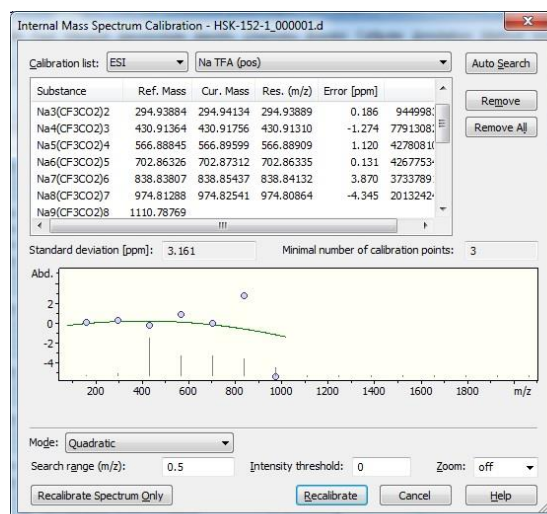 Internal Mass Spectrum Calibration - HSK-152-1_000001.d
Calibration list: ESI Na TFA (pos) Auto Search
Substance Ref. Mass Cur. Mass Res. (m/z) Error [ppm]
Na3(CF3CO2)2 294.93884 294.94134 294.93889 0.186 944998
Na4(CF3CO2)3 430.91364 430.91756 430.91310 -1.274 7791308
Na5(CF3CO2)4 566.88845 566.89599 566.88909 1.120 4278081
Na6(CF3CO2)5 702.86326 702.87312 702.86335 0.131 4267753
Na7(CF3CO2)6 838.83807 838.85437 838.84132 3.870 3733789
Na8(CF3CO2)7 974.81288 974.82541 974.80864 -4.345 2013242
Na9(CF3CO2)8 1110.78769
Remove
Remove All
Standard deviation [ppm]: 3.161 Minimal number of calibration points: 3
Abd.
2
0
-2
-4
200 400 600 800 1000 1200 1400 1600 1800 m/z
Mode: Quadratic
Search range (m/z): 0.5 Intensity threshold: 0 Zoom: off
Recalibrate Spectrum Only Recalibrate Cancel Help